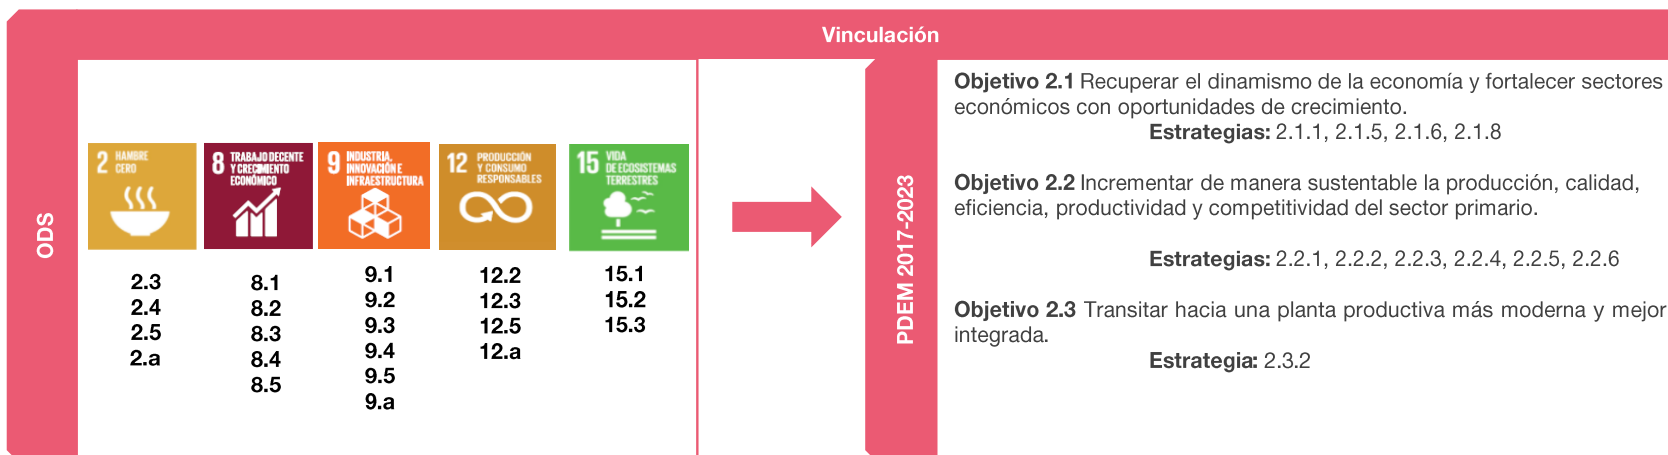 Vinculación
ODS
2 HAMBRE
CERO
8 TRABAJO DECENTE
Y CRECIMIENTO
ECONÓMICO
9 INDUSTRIA,
INNOVACIÓN E
INFRAESTRUCTURA
12 PRODUCCIÓN
Y CONSUMO
RESPONSABLES
15 VIDA
DE ECOSISTEMAS
TERRESTRES
2.3
2.4
2.5
2.a
8.1
8.2
8.3
8.4
8.5
9.1
9.2
9.3
9.4
9.5
9.a
12.2
12.3
12.5
12.a
15.1
15.2
15.3
PDEM 2017-2023
Objetivo 2.1 Recuperar el dinamismo de la economía y fortalecer sectores
económicos con oportunidades de crecimiento.
Estrategias: 2.1.1, 2.1.5, 2.1.6, 2.1.8
Objetivo 2.2 Incrementar de manera sustentable la producción, calidad,
eficiencia, productividad y competitividad del sector primario.
Estrategias: 2.2.1, 2.2.2, 2.2.3, 2.2.4, 2.2.5, 2.2.6
Objetivo 2.3 Transitar hacia una planta productiva más moderna y mejor
integrada.
Estrategia: 2.3.2